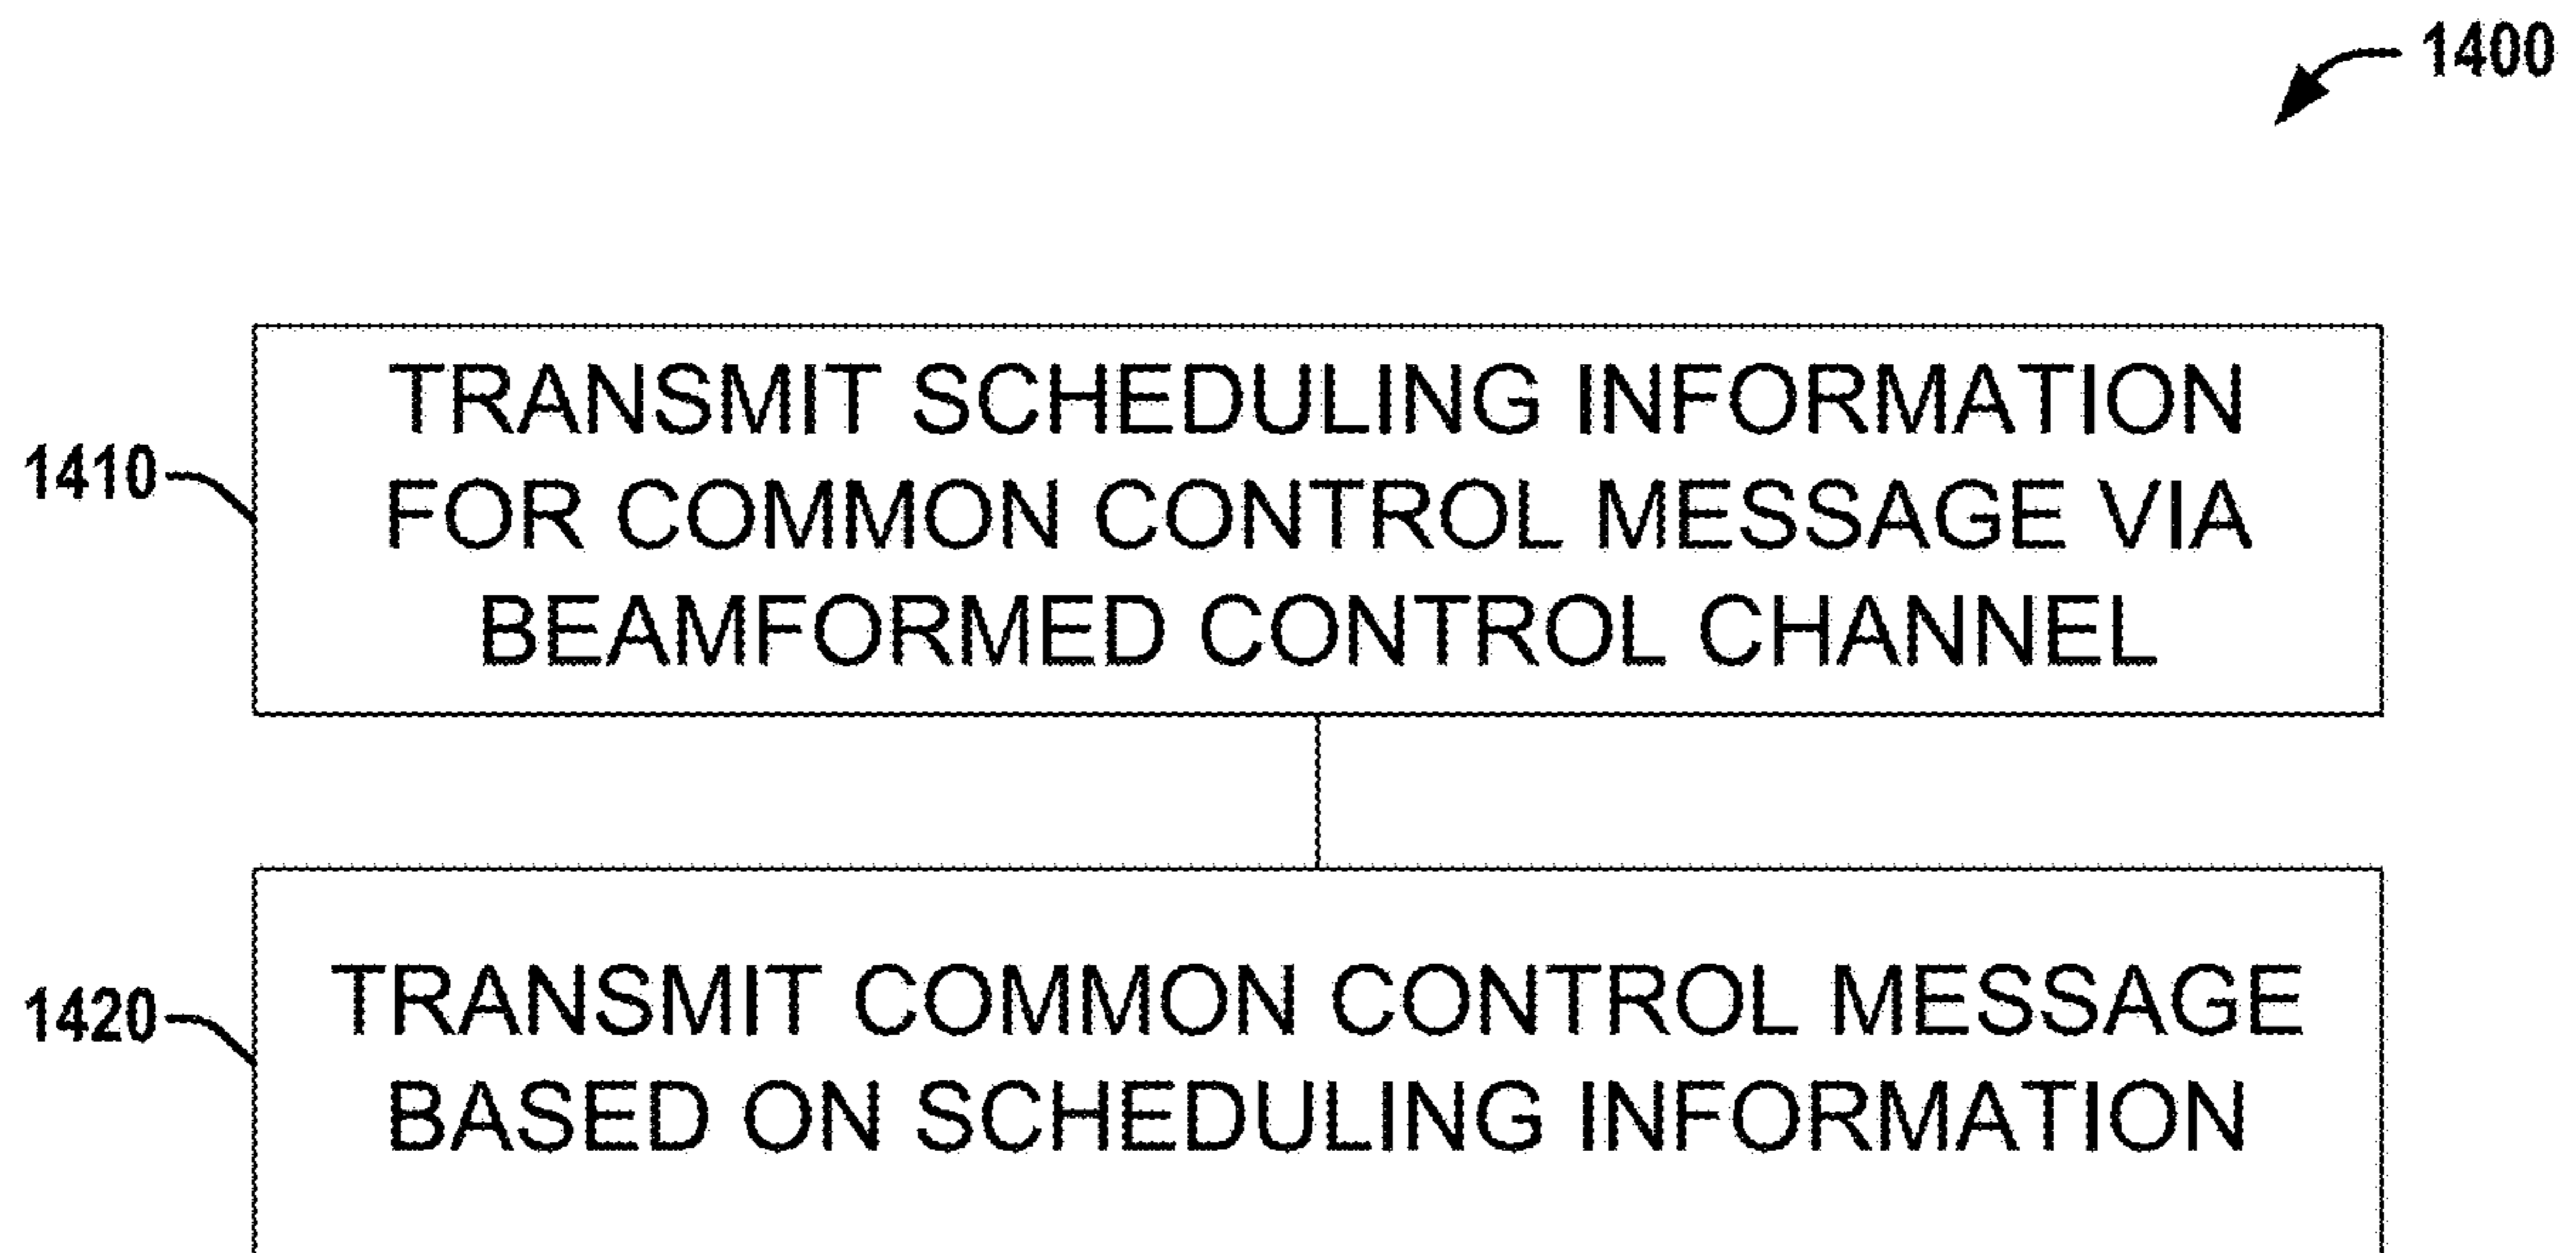 1400
1410
TRANSMIT SCHEDULING INFORMATION
FOR COMMON CONTROL MESSAGE VIA
BEAMFORMED CONTROL CHANNEL
1420
TRANSMIT COMMON CONTROL MESSAGE
BASED ON SCHEDULING INFORMATION